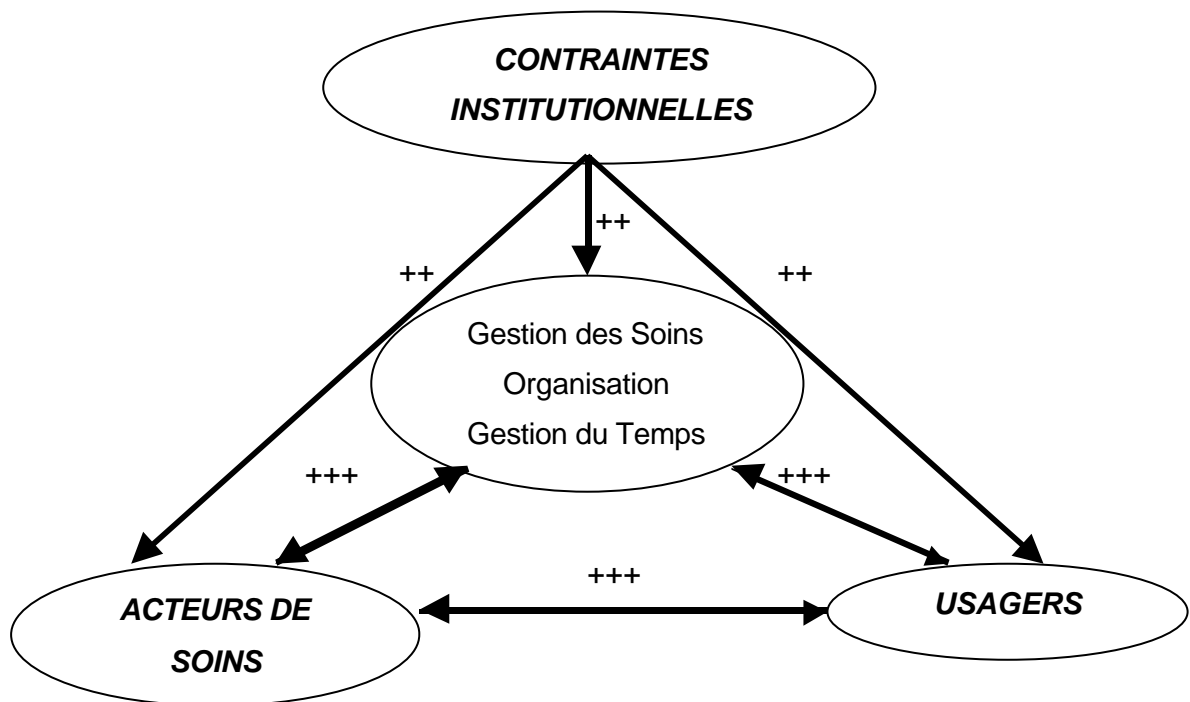 CONTRAINTES
INSTITUTIONNELLES
++
++
++
Gestion des Soins
Organisation
Gestion du Temps
+++
+++
+++
ACTEURS DE
SOINS
USAGERS